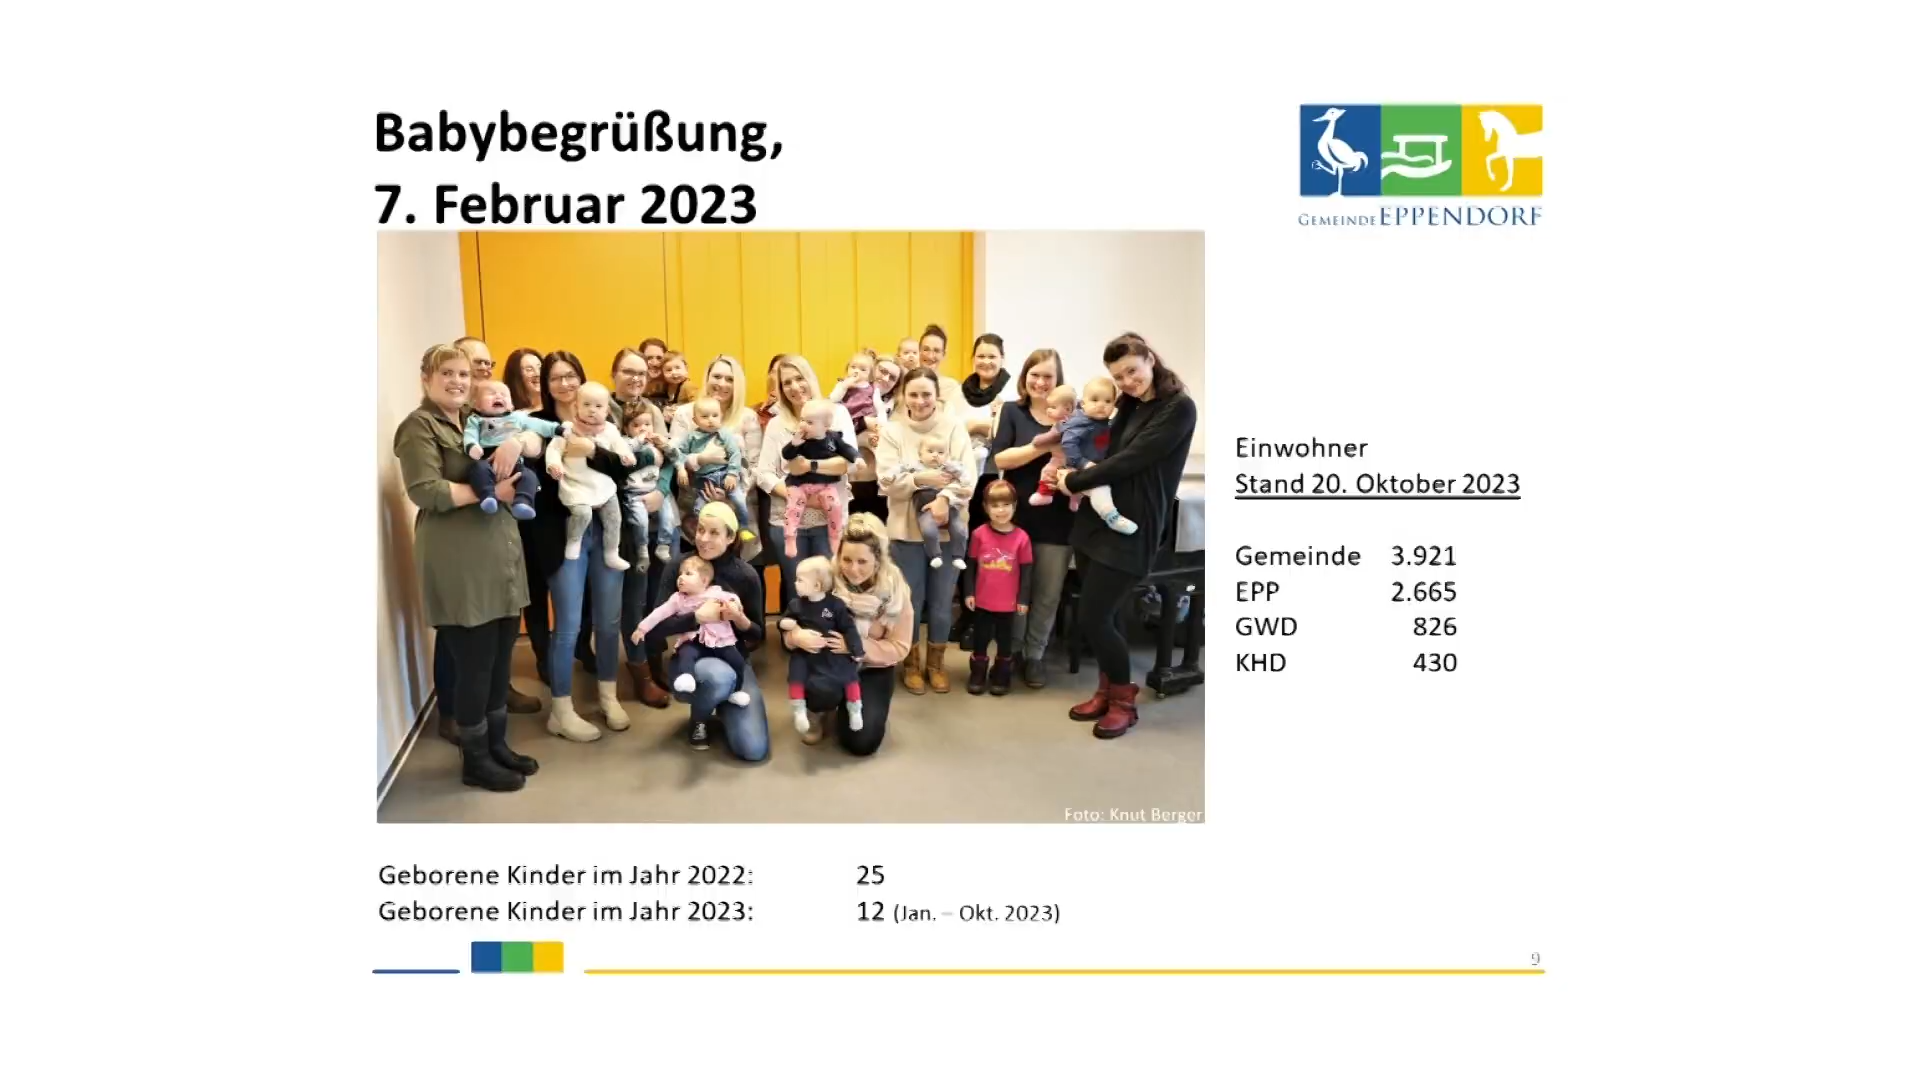 Babybegrüßung,
7. Februar 2023
GEMEINDE EPPENDORF
Einwohner
Stand 20. Oktober 2023
Gemeinde 3.921
EPP 2.665
GWD 826
KHD 430
Foto: Knut Berger
Geborene Kinder im Jahr 2022: 25
Geborene Kinder im Jahr 2023: 12 (Jan. – Okt. 2023)
9